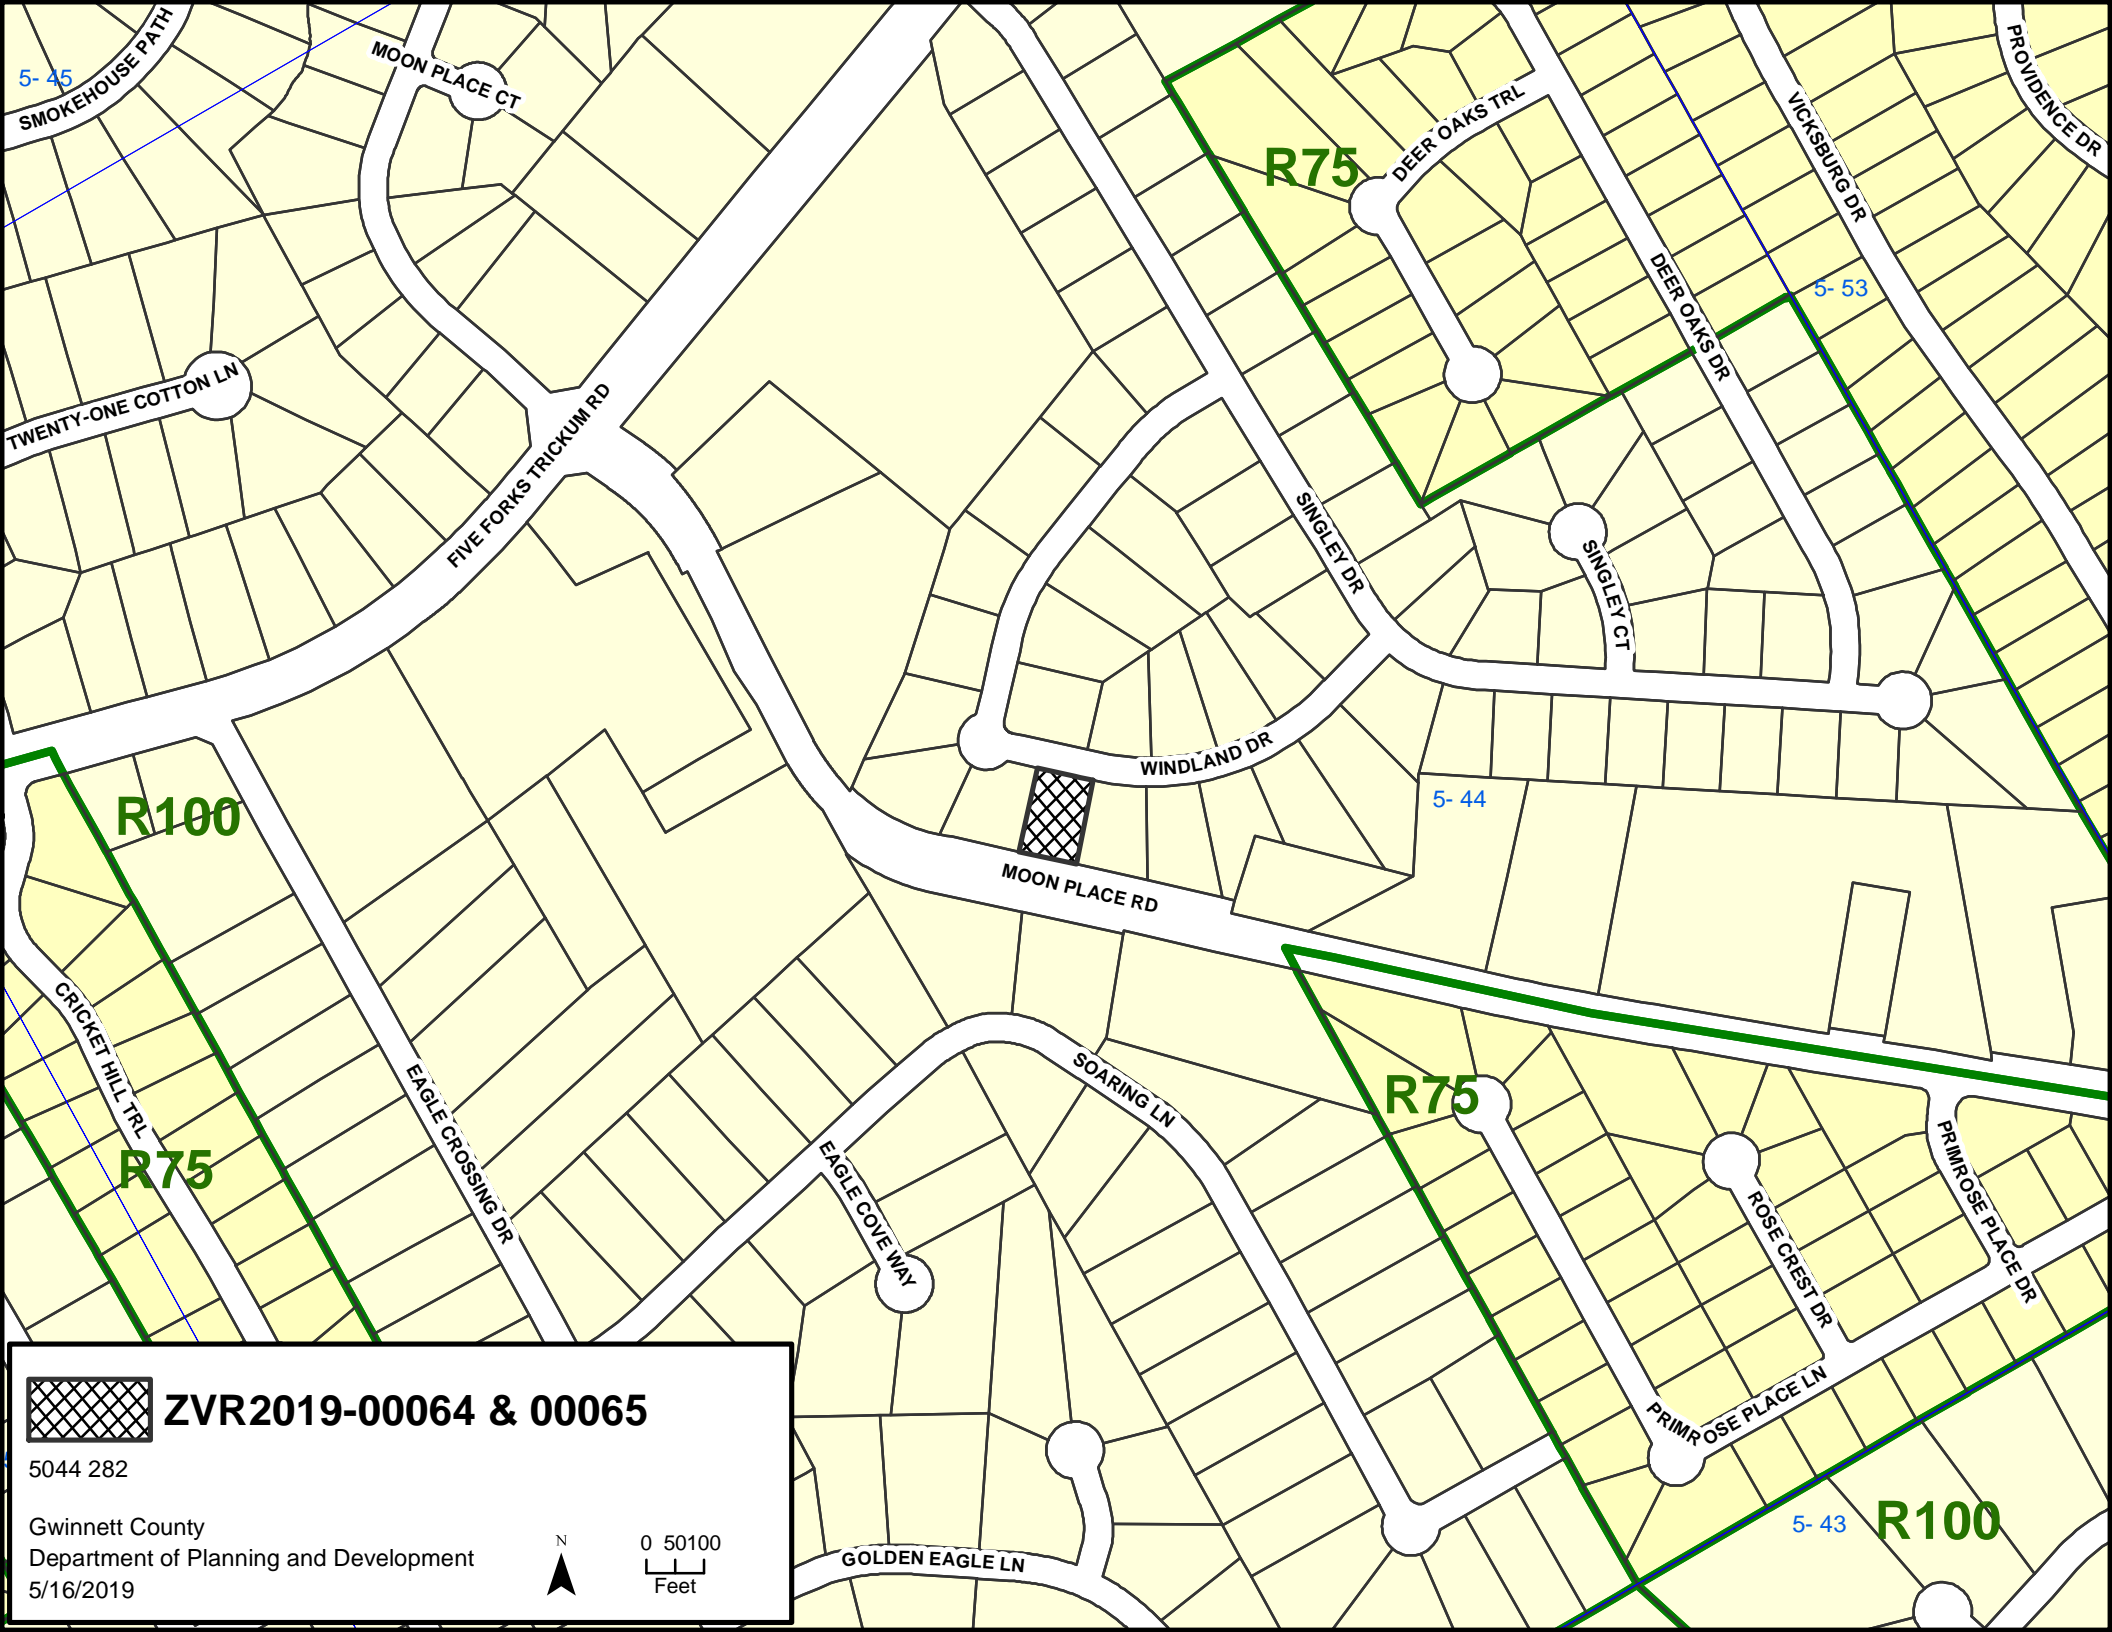 SMOKEHOUSE PATH
5- 45
MOON PLACE CT
PROVIDENCE DR
VICKSBURG DR
DEER OAKS TRL
R75
DEER OAKS DR
5- 53
TWENTY-ONE COTTON LN
FIVE FORKS TRICKUM RD
SINGLEY DR
SINGLEY CT
WINDLAND DR
5- 44
R100
MOON PLACE RD
CRICKET HILL TRL
EAGLE CROSSING DR
SOARING LN
R75
R75
EAGLE COVE WAY
PRIMROSE PLACE DR
ROSE CREST DR
PRIMROSE PLACE LN
5- 43
R100
GOLDEN EAGLE LN
ZVR2019-00064 & 00065
5044 282
Gwinnett County
Department of Planning and Development
5/16/2019
N
0 50100
Feet